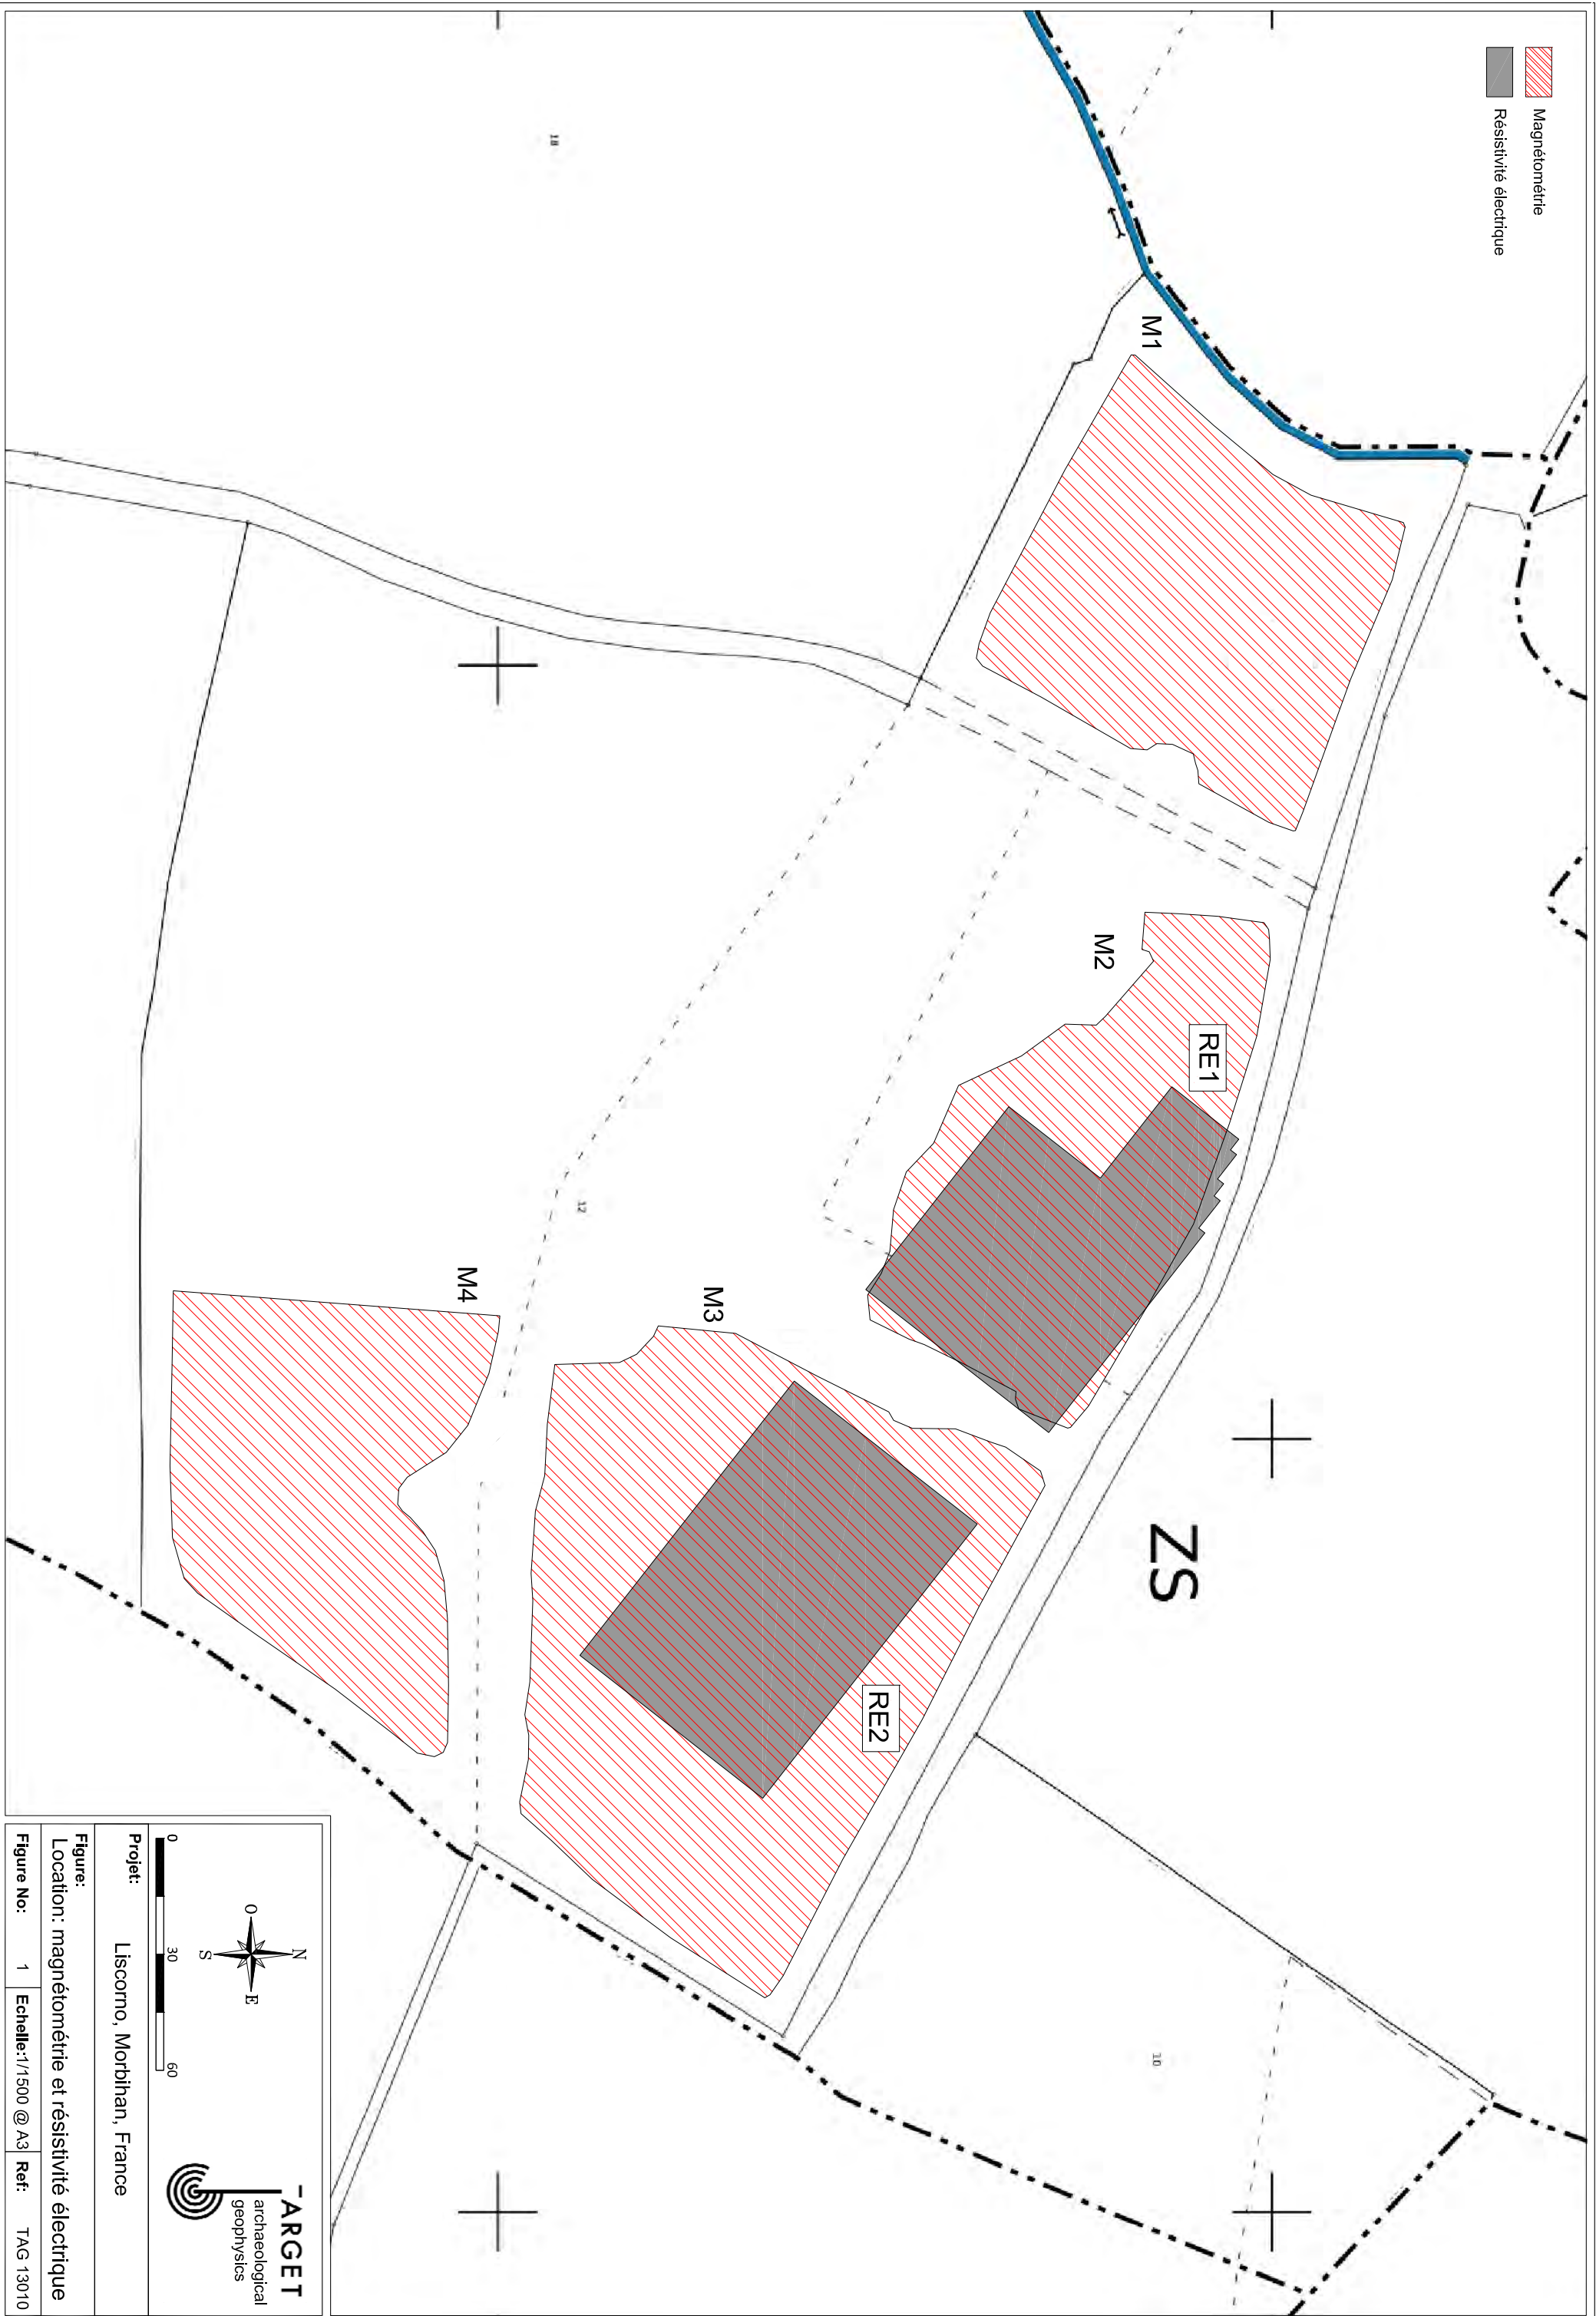 Magnétométrie
Résistivité électrique
18
M1
M2
RE1
ZS
12
M3
M4
RE2
10
N
O
E
S
0 30 60
TARGET
archaeological
geophysics
Projet: Liscorno, Morbihan, France
Figure:
Location: magnétométrie et résistivité électrique
Figure No: 1 Echelle:1/1500 @ A3 Ref: TAG 13010